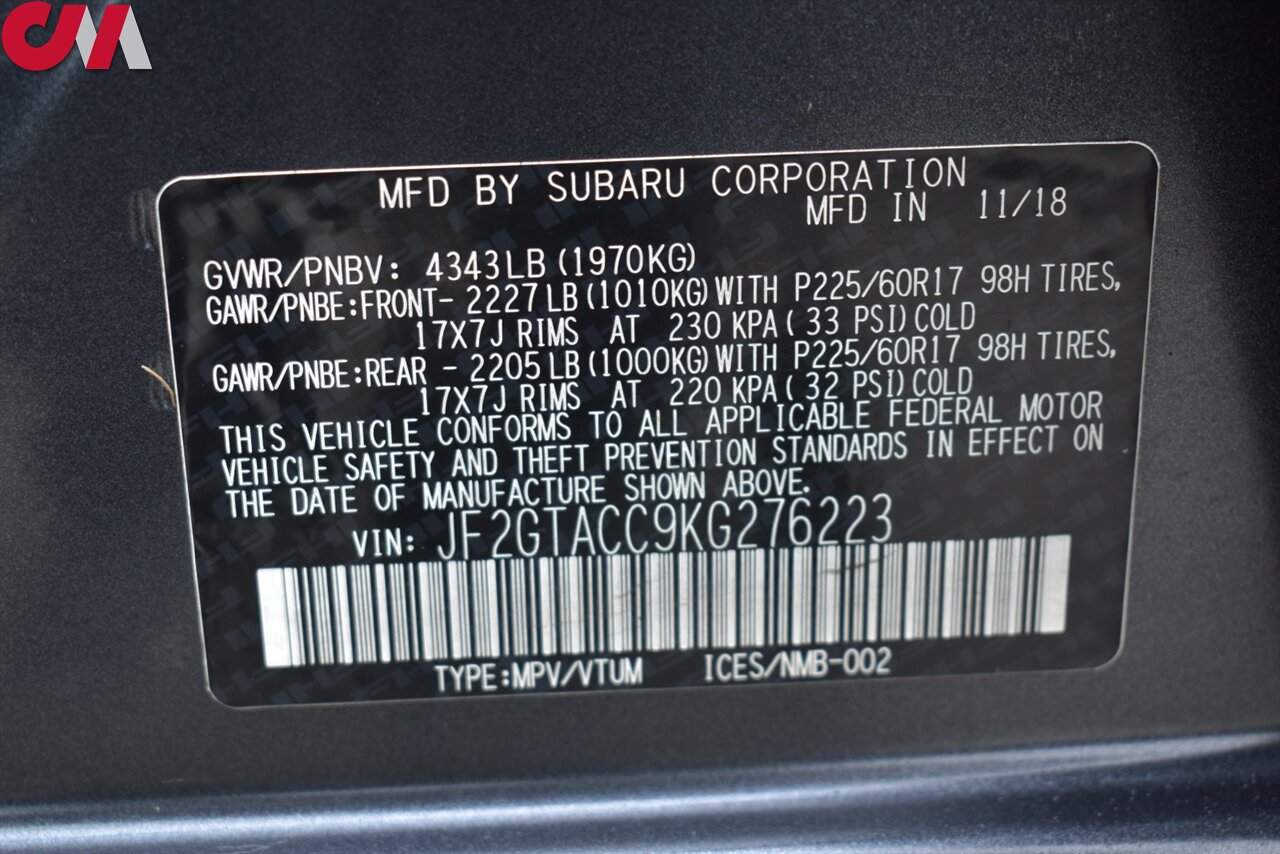 CM
MFD BY SUBARU CORPORATION
MFD IN 11/18
GVWR/PNBV: 4343LB (1970KG)
GAWR/PNBE:FRONT- 2227LB (1010KG) WITH P225/60R17 98H TIRES,
17X7J RIMS AT 230 KPA ( 33 PSI) COLD
GAWR/PNBE:REAR - 2205LB (1000KG) WITH P225/60R17 98H TIRES,
17X7J RIMS AT 220 KPA ( 32 PSI) COLD
THIS VEHICLE CONFORMS TO ALL APPLICABLE FEDERAL MOTOR
VEHICLE SAFETY AND THEFT PREVENTION STANDARDS IN EFFECT ON
THE DATE OF MANUFACTURE SHOWN ABOVE.
VIN: JF2GTACC9KG276223
TYPE:MPV/VTUM ICES/NMB-002